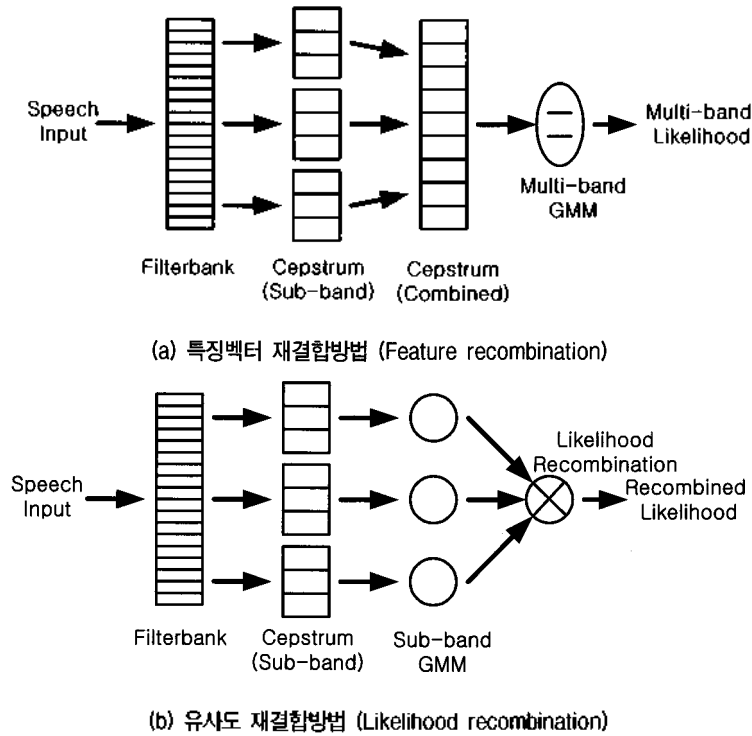 Speech
Input
Multi-band
Likelihood
Multi-band
GMM
Filterbank
Cepstrum
(Sub-band)
Cepstrum
(Combined)
(a) 특징벡터 재결합방법 (Feature recombination)
Speech
Input
Likelihood
Recombination
Recombined
Likelihood
Filterbank
Cepstrum
(Sub-band)
Sub-band
GMM
(b) 유사도 재결합방법 (Likelihood recombination)